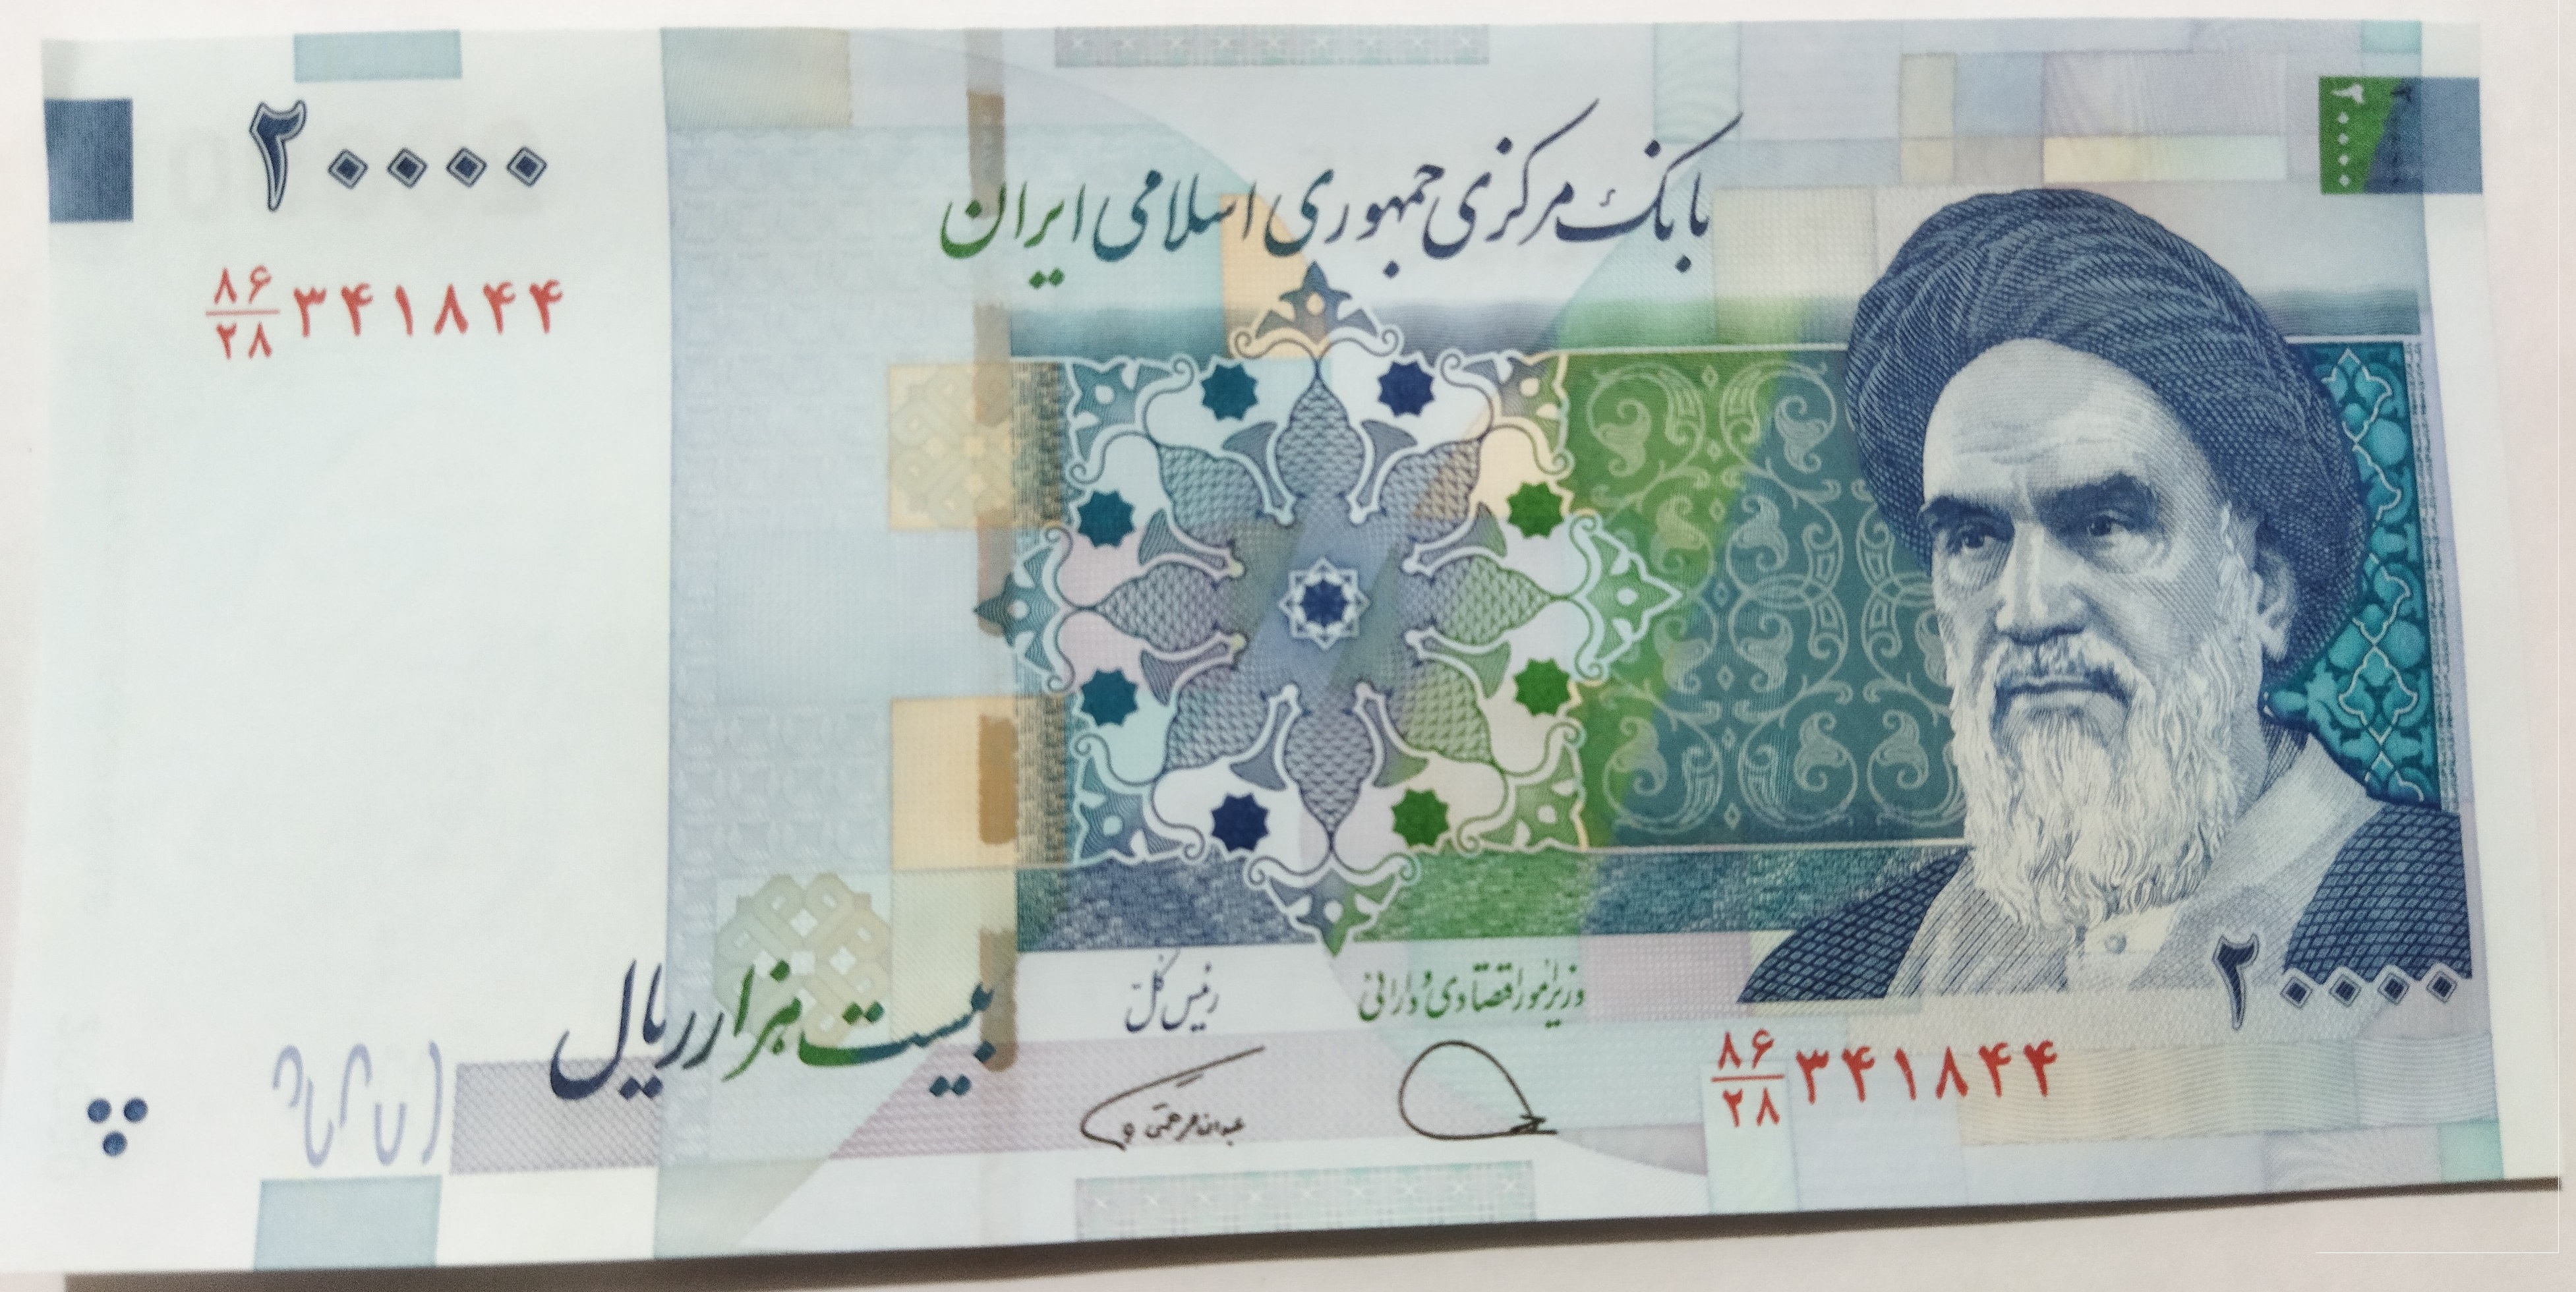 ۲۰۰۰۰
۲۰۰۰۰
بانک مرکزی جمهوری اسلامی ایران
۸۶/۲۸ ۳۴۱۸۴۴
بیست هزار ریال
رئیس کل
وزیر امور اقتصادی و دارائی
۲۰۰۰۰
۸۶/۲۸ ۳۴۱۸۴۴